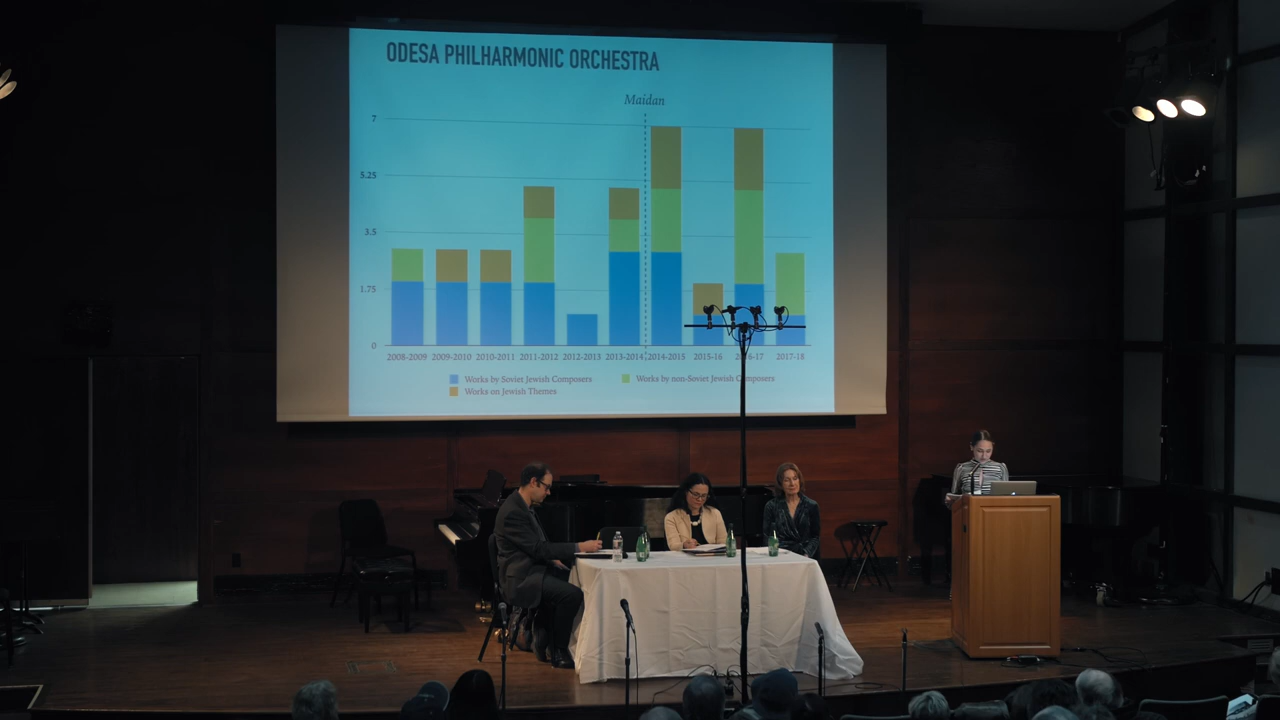 ODESA PHILHARMONIC ORCHESTRA
Maidan
7
5.25
3.5
1.75
0
2008-2009 2009-2010 2010-2011 2011-2012 2012-2013 2013-2014 2014-2015 2015-16 2016-17 2017-18
Works by Soviet Jewish Composers Works by non-Soviet Jewish Composers
Works on Jewish Themes